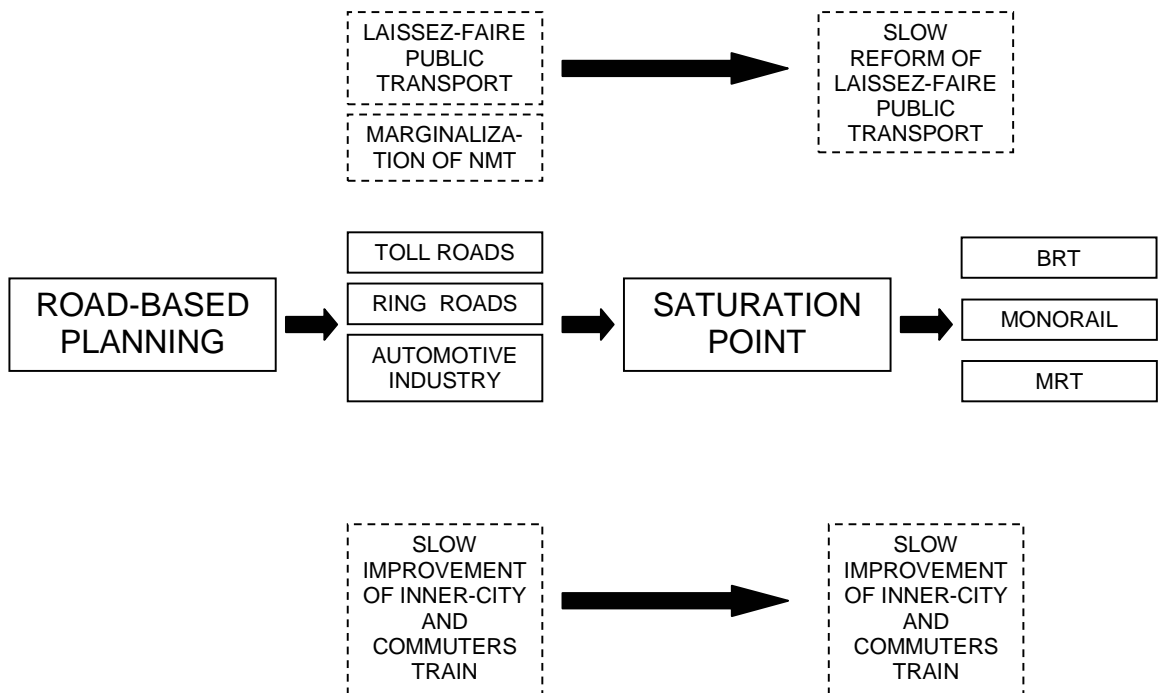 LAISSEZ-FAIRE
PUBLIC
TRANSPORT
SLOW
REFORM OF
LAISSEZ-FAIRE
PUBLIC
TRANSPORT
MARGINALIZA-
TION OF NMT
ROAD-BASED
PLANNING
TOLL ROADS
RING ROADS
AUTOMOTIVE
INDUSTRY
SATURATION
POINT
BRT
MONORAIL
MRT
SLOW
IMPROVEMENT
OF INNER-CITY
AND
COMMUTERS
TRAIN
SLOW
IMPROVEMENT
OF INNER-CITY
AND
COMMUTERS
TRAIN